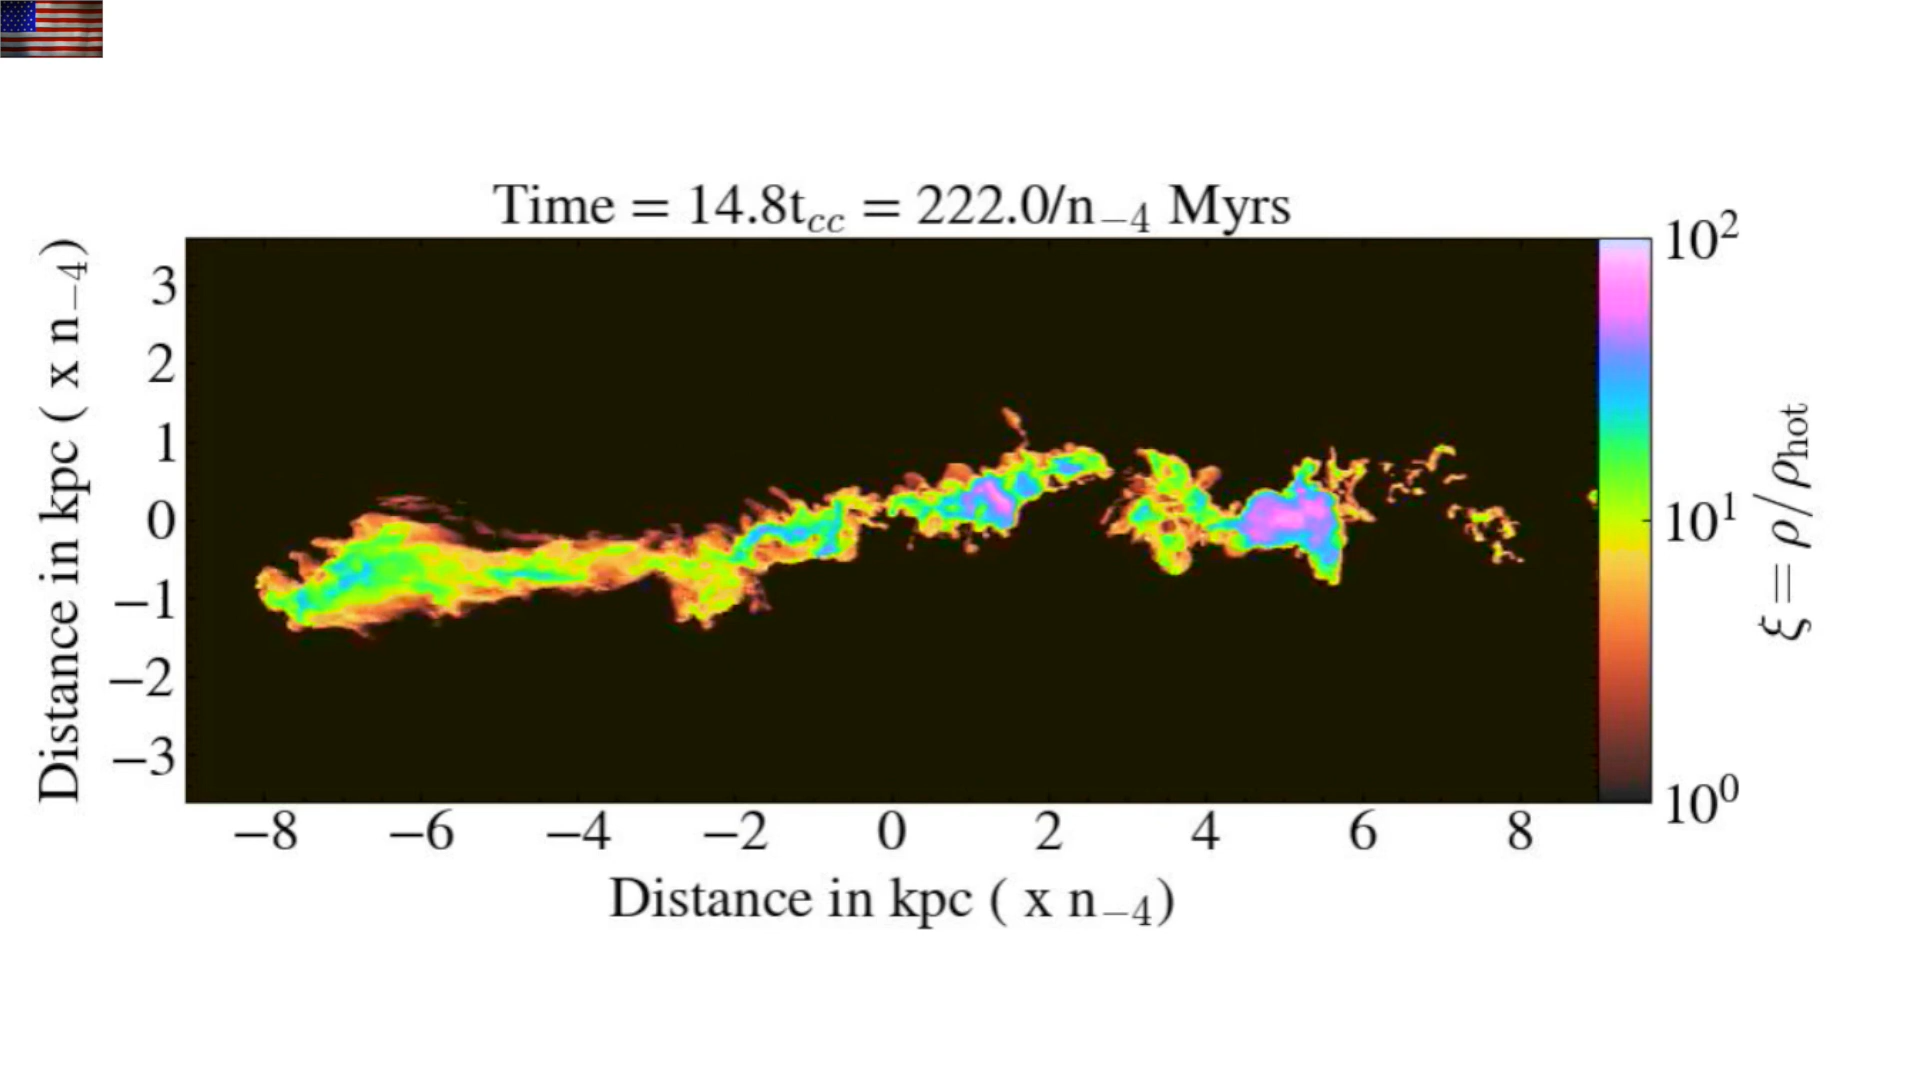 Time = 14.8t_cc = 222.0/n_−4 Myrs
Distance in kpc ( x n_−4)
3
2
1
0
−1
−2
−3
−8 −6 −4 −2 0 2 4 6 8
Distance in kpc ( x n_−4)
10^2
10^1
10^0
ξ = ρ/ρ_hot